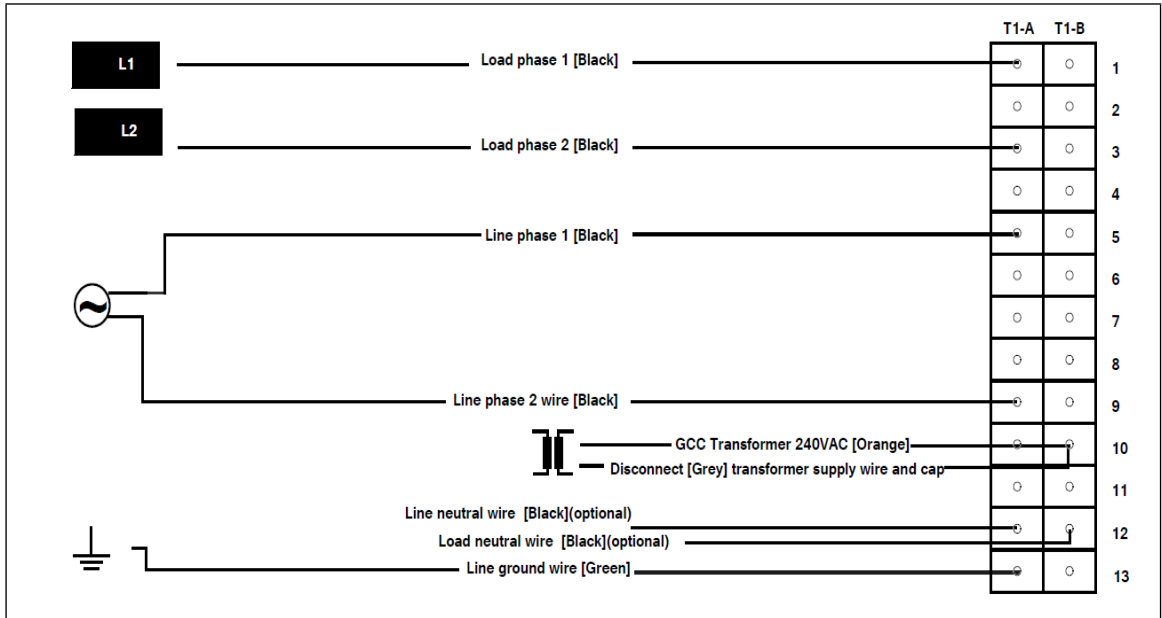 T1-A T1-B
L1 Load phase 1 [Black] 1
2
L2 Load phase 2 [Black] 3
4
Line phase 1 [Black] 5
6
7
8
Line phase 2 wire [Black] 9
GCC Transformer 240VAC [Orange] 10
Disconnect [Grey] transformer supply wire and cap
11
Line neutral wire [Black](optional)
12
Load neutral wire [Black](optional)
Line ground wire [Green] 13